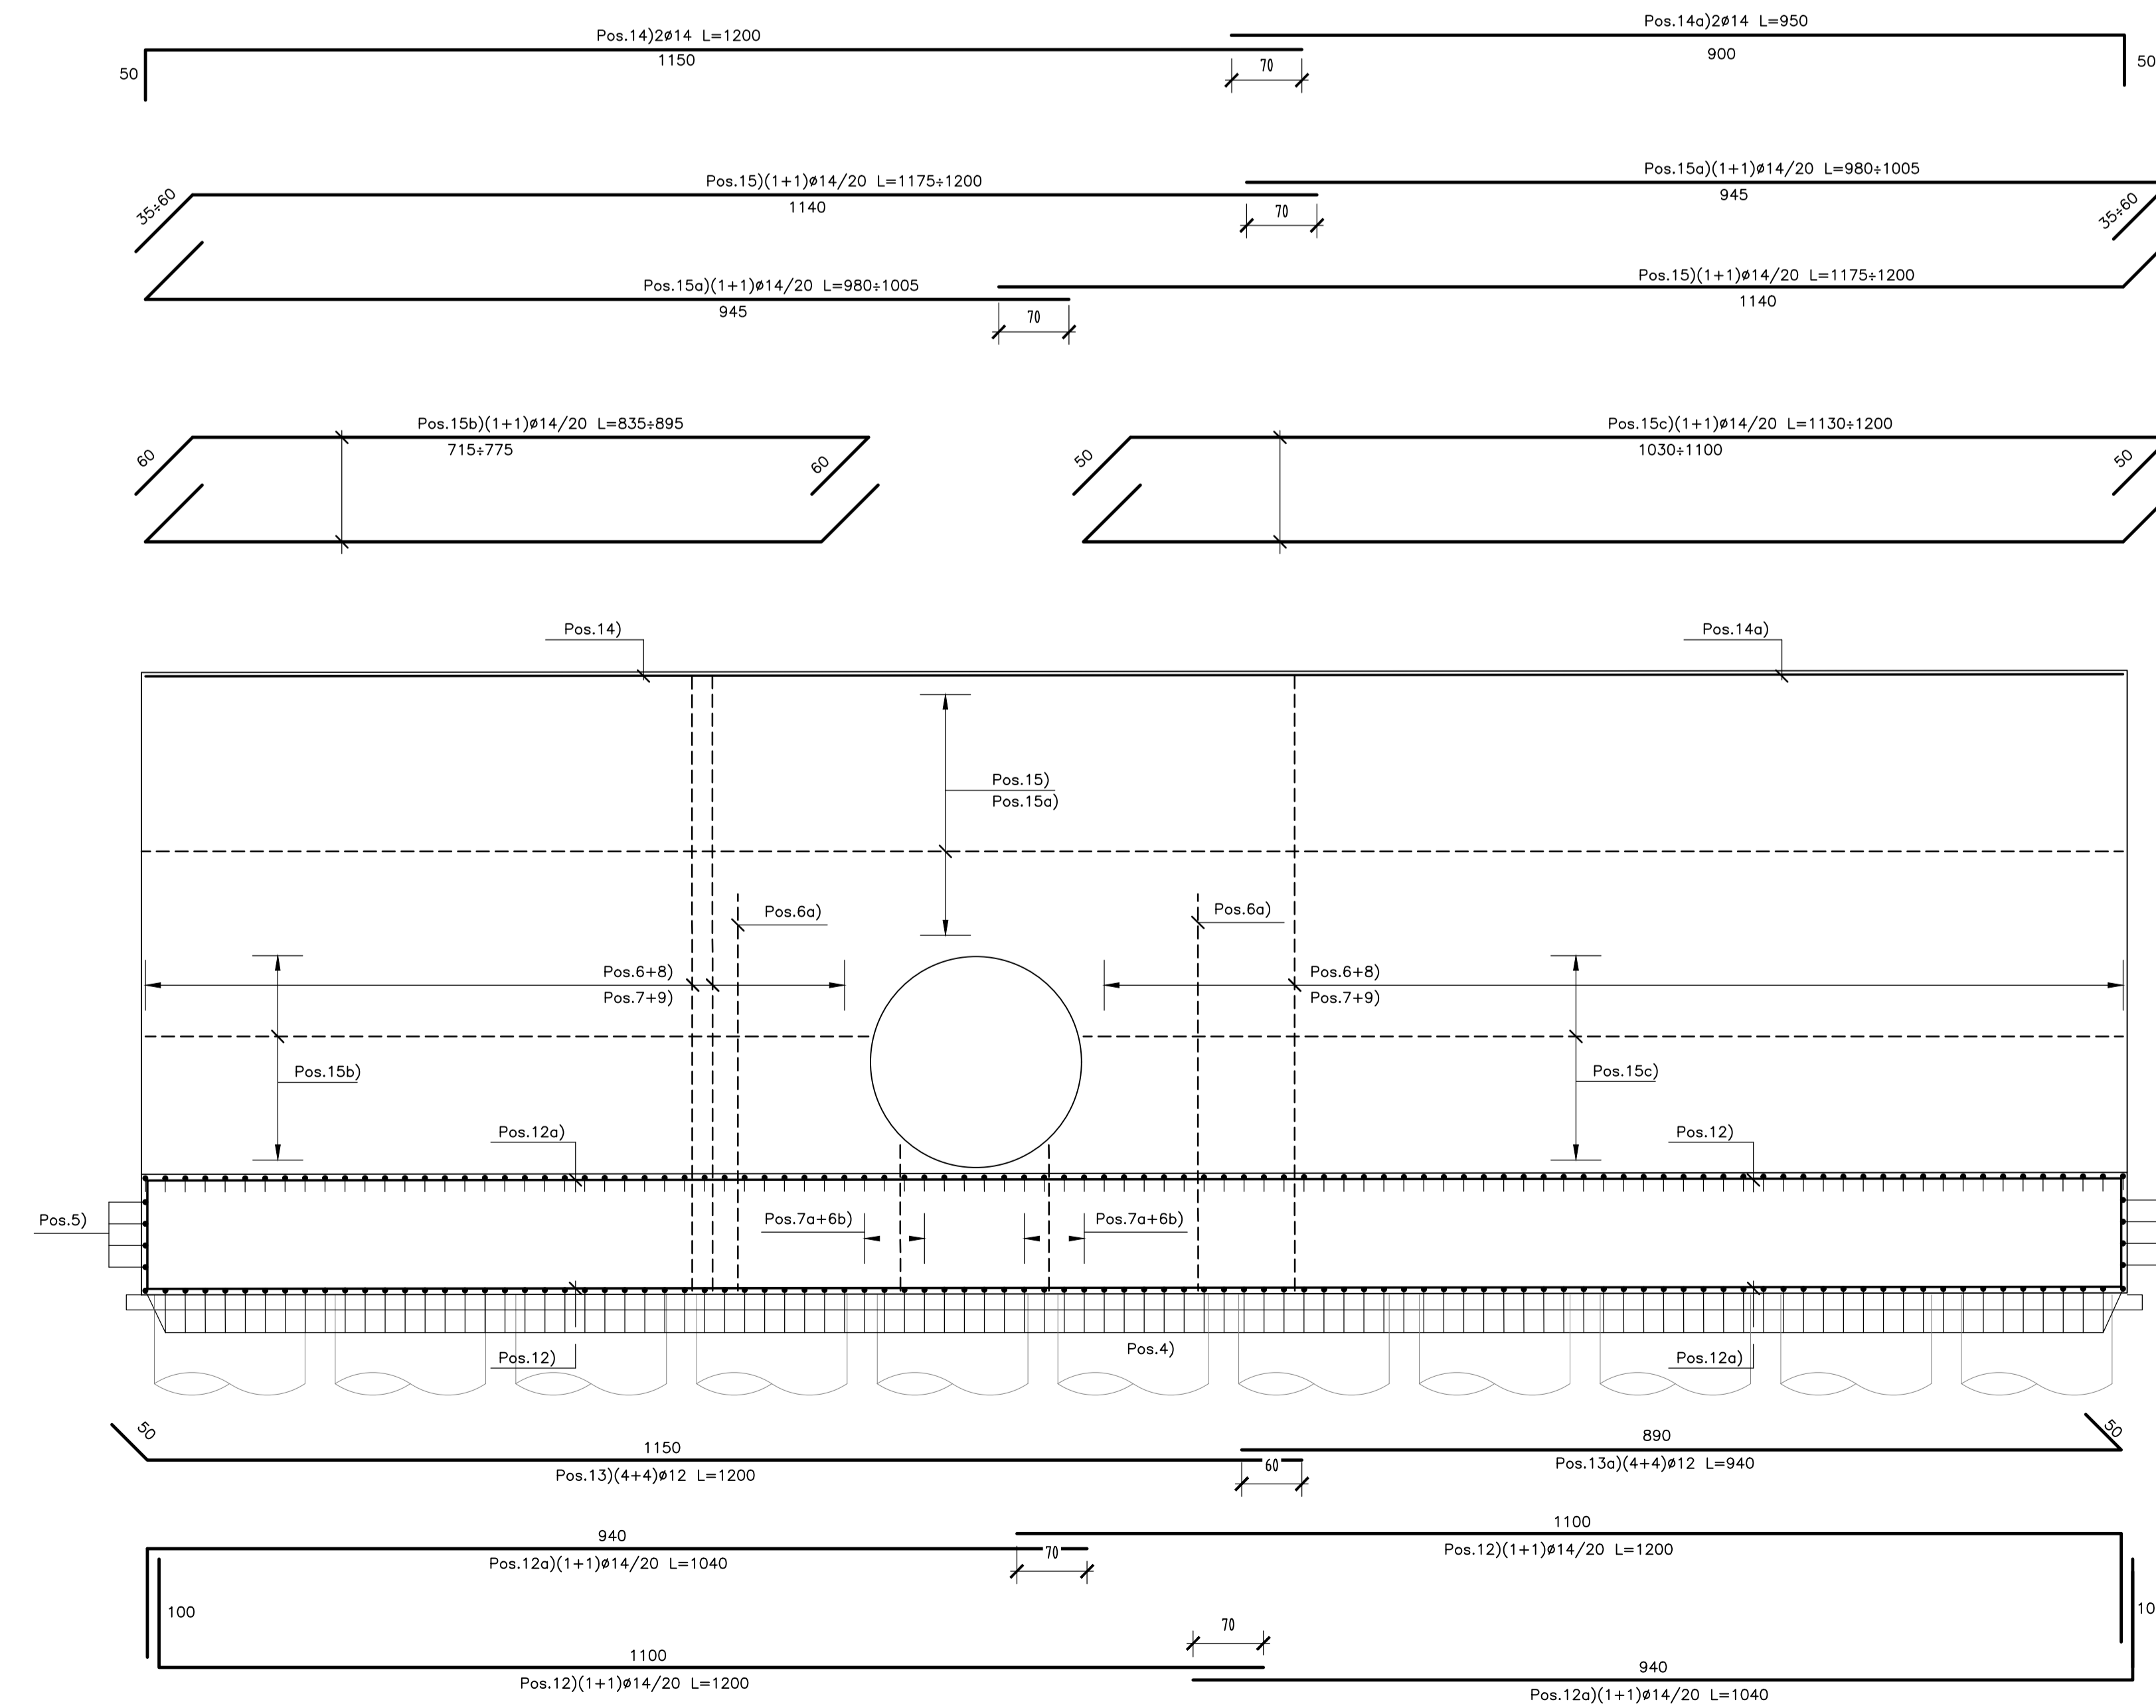 Pos.14)2ø14 L=1200
Pos.14a)2ø14 L=950
50
1150
70
900
50
Pos.15)(1+1)ø14/20 L=1175÷1200
Pos.15a)(1+1)ø14/20 L=980÷1005
35÷60
1140
70
945
35÷60
Pos.15a)(1+1)ø14/20 L=980÷1005
Pos.15)(1+1)ø14/20 L=1175÷1200
945
70
1140
Pos.15b)(1+1)ø14/20 L=835÷895
Pos.15c)(1+1)ø14/20 L=1130÷1200
60
715÷775
60
50
1030÷1100
50
Pos.14)
Pos.14a)
Pos.15)
Pos.15a)
Pos.6a)
Pos.6a)
Pos.6+8)
Pos.7+9)
Pos.6+8)
Pos.7+9)
Pos.15b)
Pos.15c)
Pos.12a)
Pos.12)
Pos.5)
Pos.7a+6b)
Pos.7a+6b)
Pos.4)
Pos.12)
Pos.12a)
50
1150
890
50
Pos.13)(4+4)ø12 L=1200
60
Pos.13a)(4+4)ø12 L=940
940
1100
Pos.12a)(1+1)ø14/20 L=1040
70
Pos.12)(1+1)ø14/20 L=1200
100
10
70
1100
940
Pos.12)(1+1)ø14/20 L=1200
Pos.12a)(1+1)ø14/20 L=1040